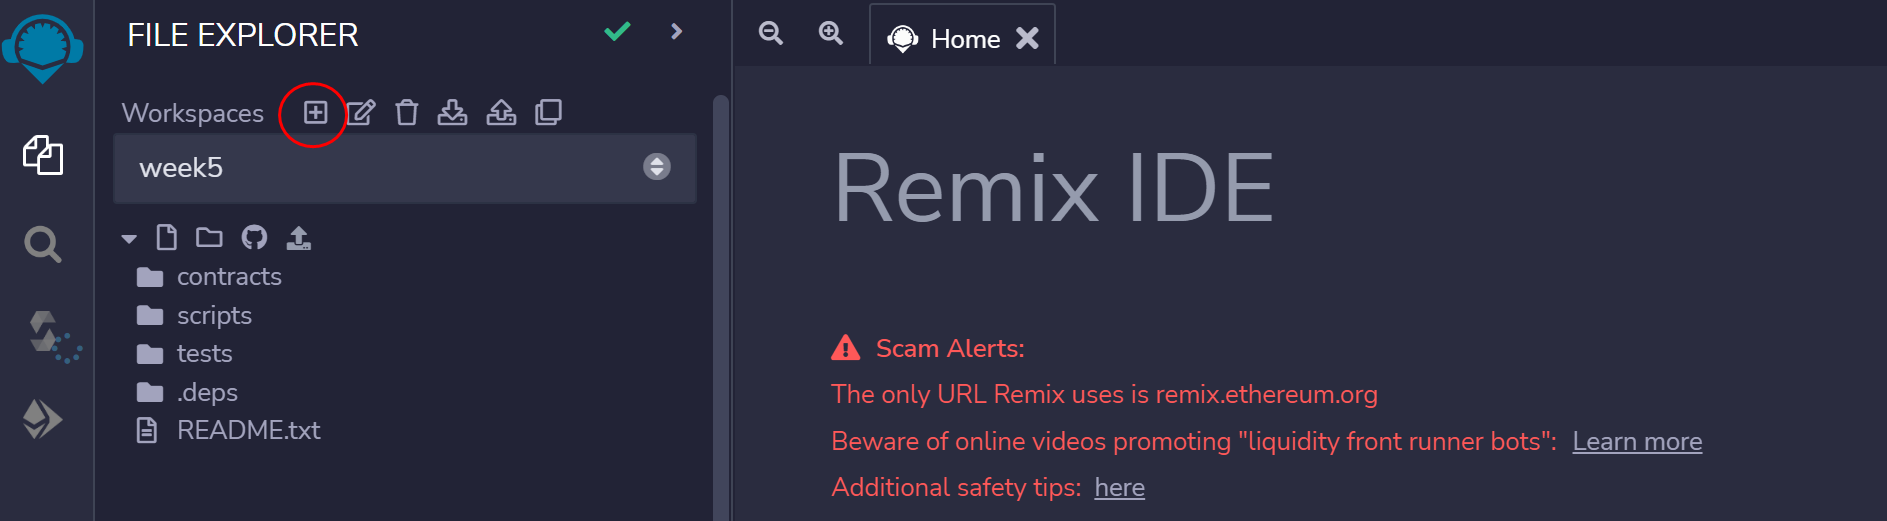 FILE EXPLORER
Workspaces
week5
contracts
scripts
tests
.deps
README.txt
Home
Remix IDE
Scam Alerts:
The only URL Remix uses is remix.ethereum.org
Beware of online videos promoting "liquidity front runner bots": Learn more
Additional safety tips: here